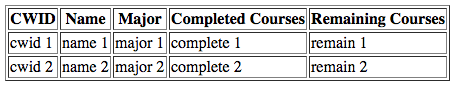 CWID Name Major Completed Courses Remaining Courses
cwid 1 name 1 major 1 complete 1 remain 1
cwid 2 name 2 major 2 complete 2 remain 2